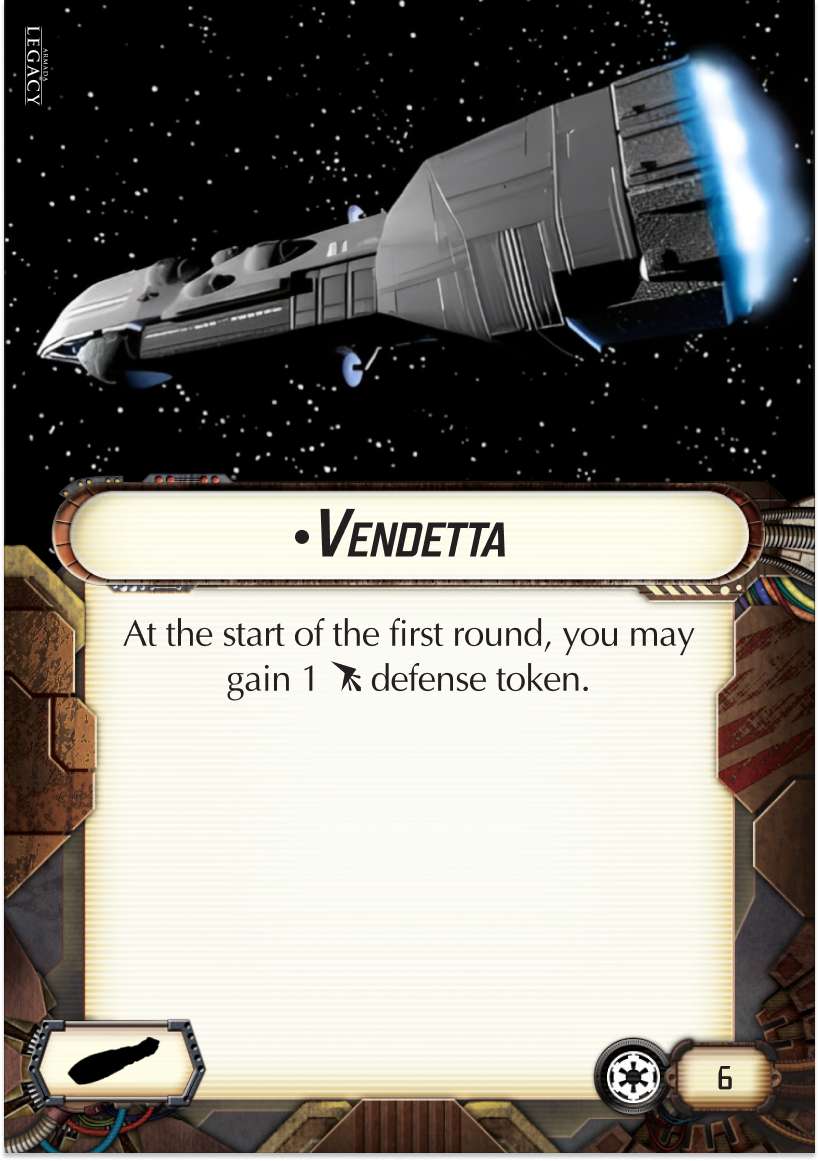 ARMADA
LEGACY
•VENDETTA
At the start of the first round, you may
gain 1 defense token.
6